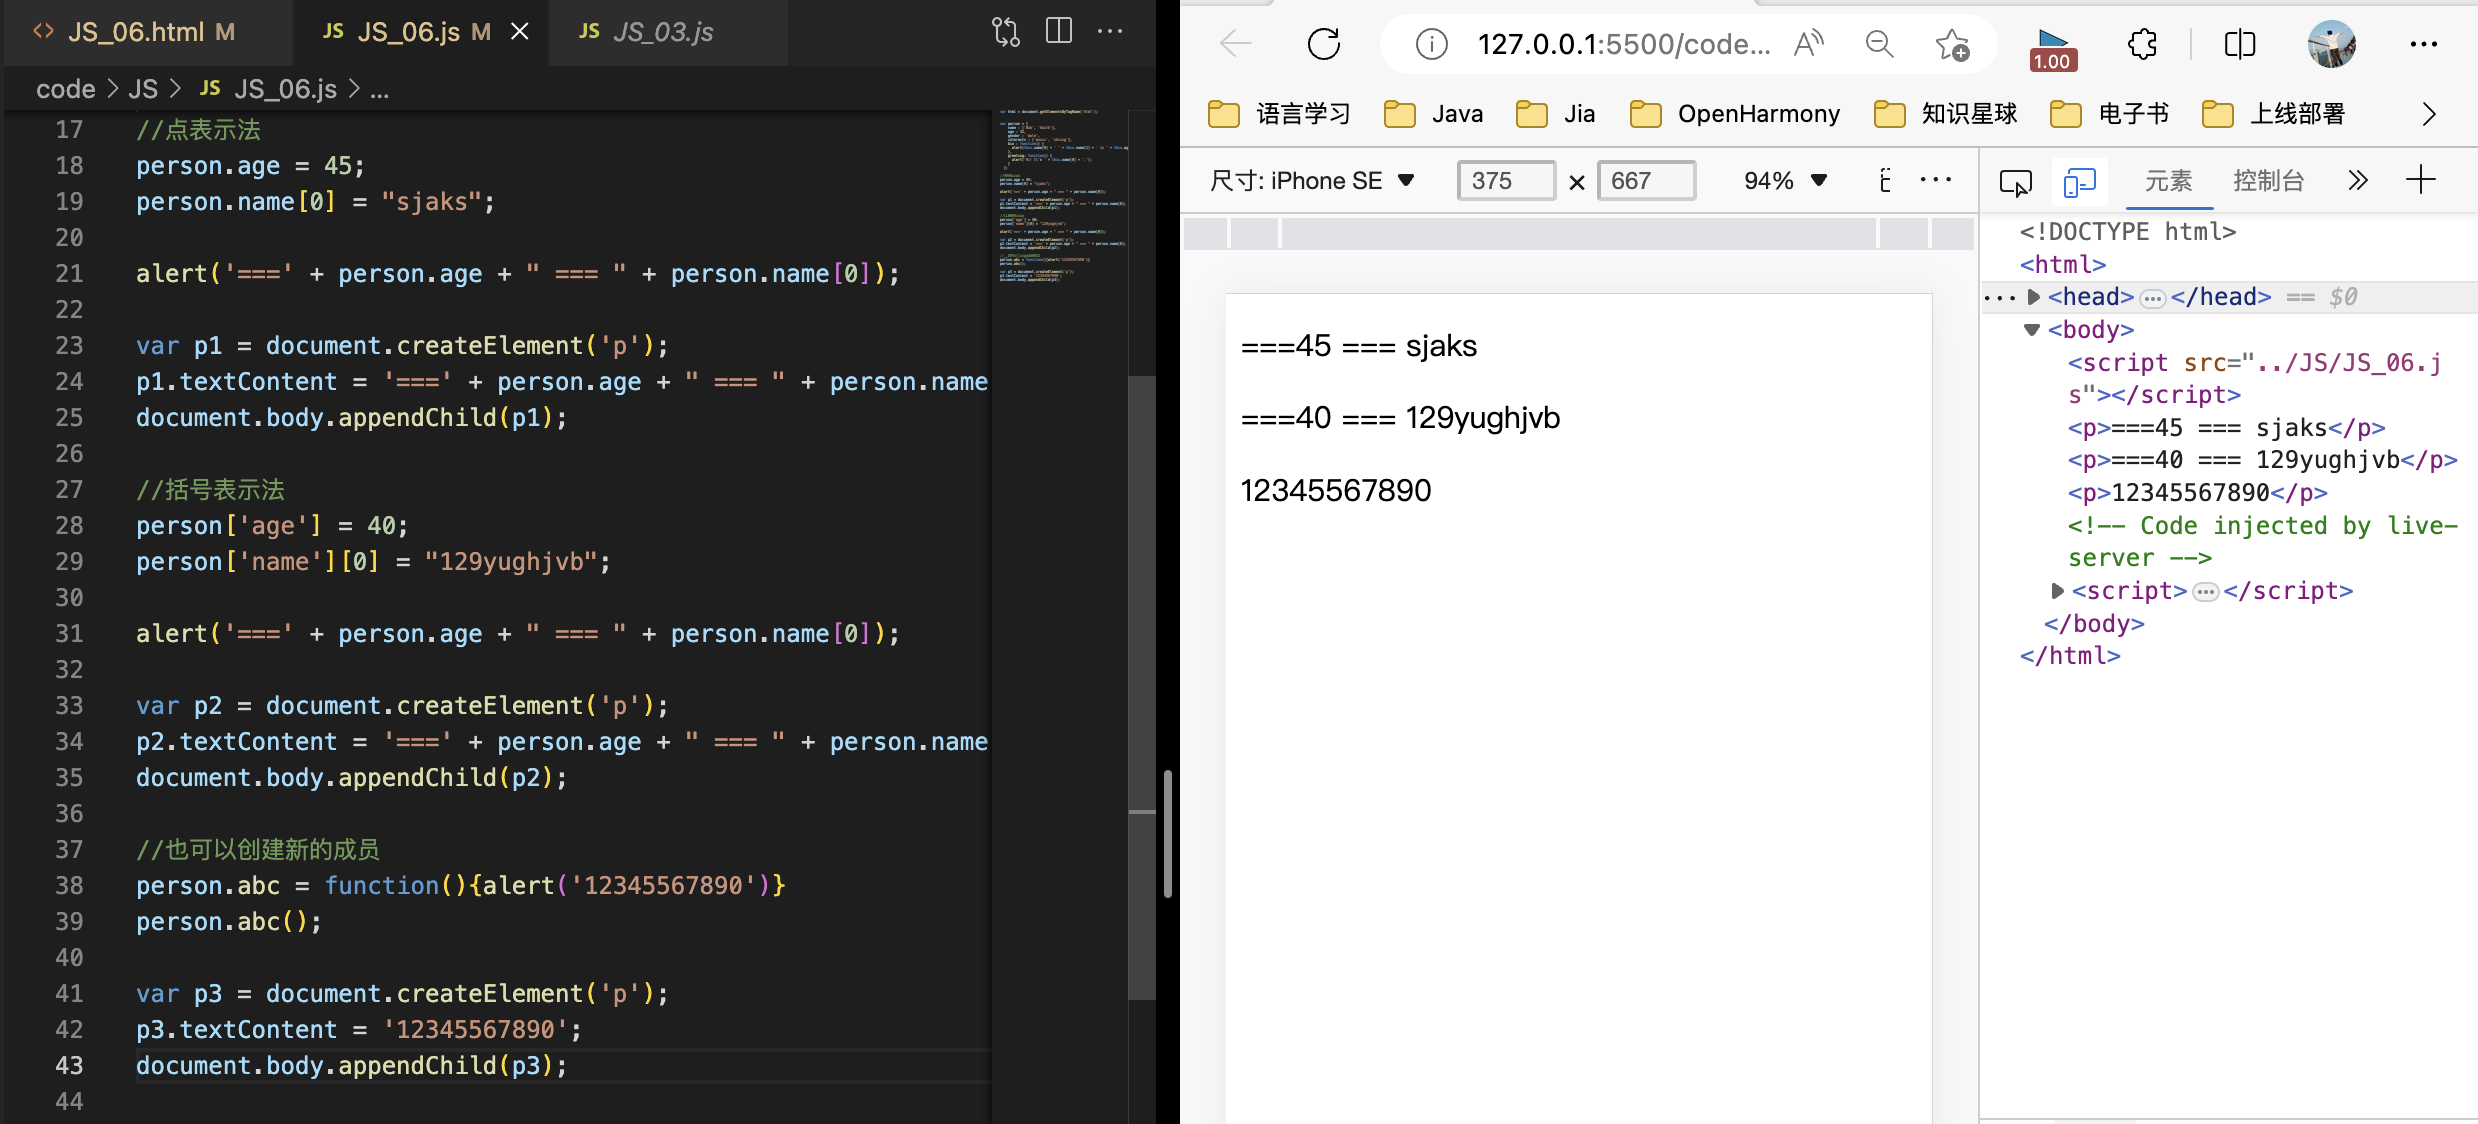 JS_06.html M
JS JS_06.js M
JS JS_03.js
code > JS > JS JS_06.js > ...
17 //点表示法
18 person.age = 45;
19 person.name[0] = "sjaks";
20
21 alert('===' + person.age + " === " + person.name[0]);
22
23 var p1 = document.createElement('p');
24 p1.textContent = '===' + person.age + " === " + person.name
25 document.body.appendChild(p1);
26
27 //括号表示法
28 person['age'] = 40;
29 person['name'][0] = "129yughjvb";
30
31 alert('===' + person.age + " === " + person.name[0]);
32
33 var p2 = document.createElement('p');
34 p2.textContent = '===' + person.age + " === " + person.name
35 document.body.appendChild(p2);
36
37 //也可以创建新的成员
38 person.abc = function(){alert('12345567890')}
39 person.abc();
40
41 var p3 = document.createElement('p');
42 p3.textContent = '12345567890';
43 document.body.appendChild(p3);
44
127.0.0.1:5500/code...
1.00
语言学习
Java
Jia
OpenHarmony
知识星球
电子书
上线部署
尺寸: iPhone SE
375 × 667
94%
===45 === sjaks
===40 === 129yughjvb
12345567890
元素
控制台
<!DOCTYPE html>
<html>
<head>…</head> == $0
<body>
<script src="../JS/JS_06.j
s"></script>
<p>===45 === sjaks</p>
<p>===40 === 129yughjvb</p>
<p>12345567890</p>
<!-- Code injected by live-
server -->
<script>…</script>
</body>
</html>